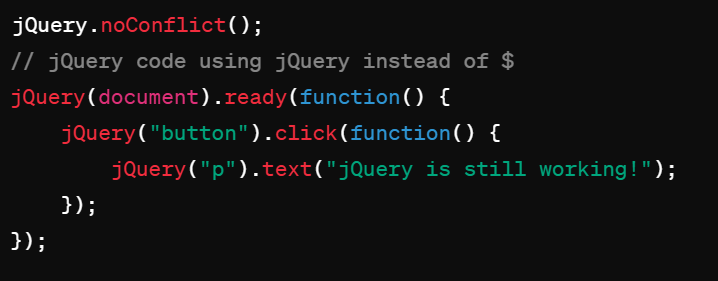 jQuery.noConflict();
// jQuery code using jQuery instead of $
jQuery(document).ready(function() {
    jQuery("button").click(function() {
        jQuery("p").text("jQuery is still working!");
    });
});